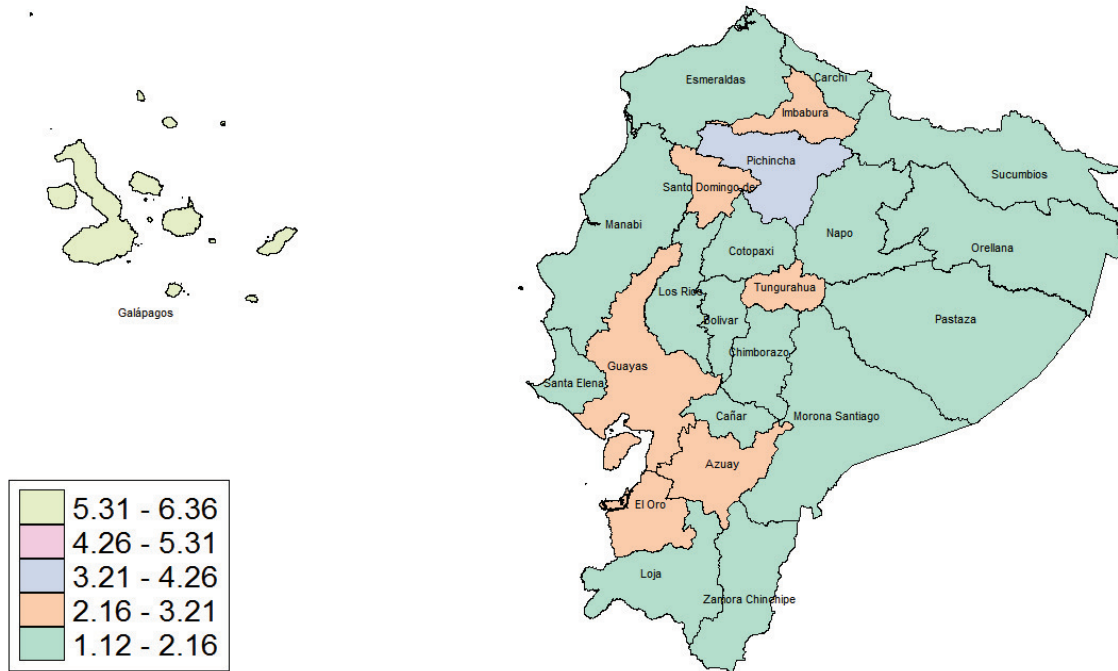 Esmeraldas
Carchi
Imbabura
Pichincha
Sucumbios
Santo Domingo de
Manabi
Napo
Cotopaxi
Orellana
Tungurahua
Los Rios
Galápagos
Bolivar
Pastaza
Chimborazo
Guayas
Santa Elena
Cañar
Morona Santiago
Azuay
El Oro
Loja
Zamora Chinchipe
5.31 - 6.36
4.26 - 5.31
3.21 - 4.26
2.16 - 3.21
1.12 - 2.16